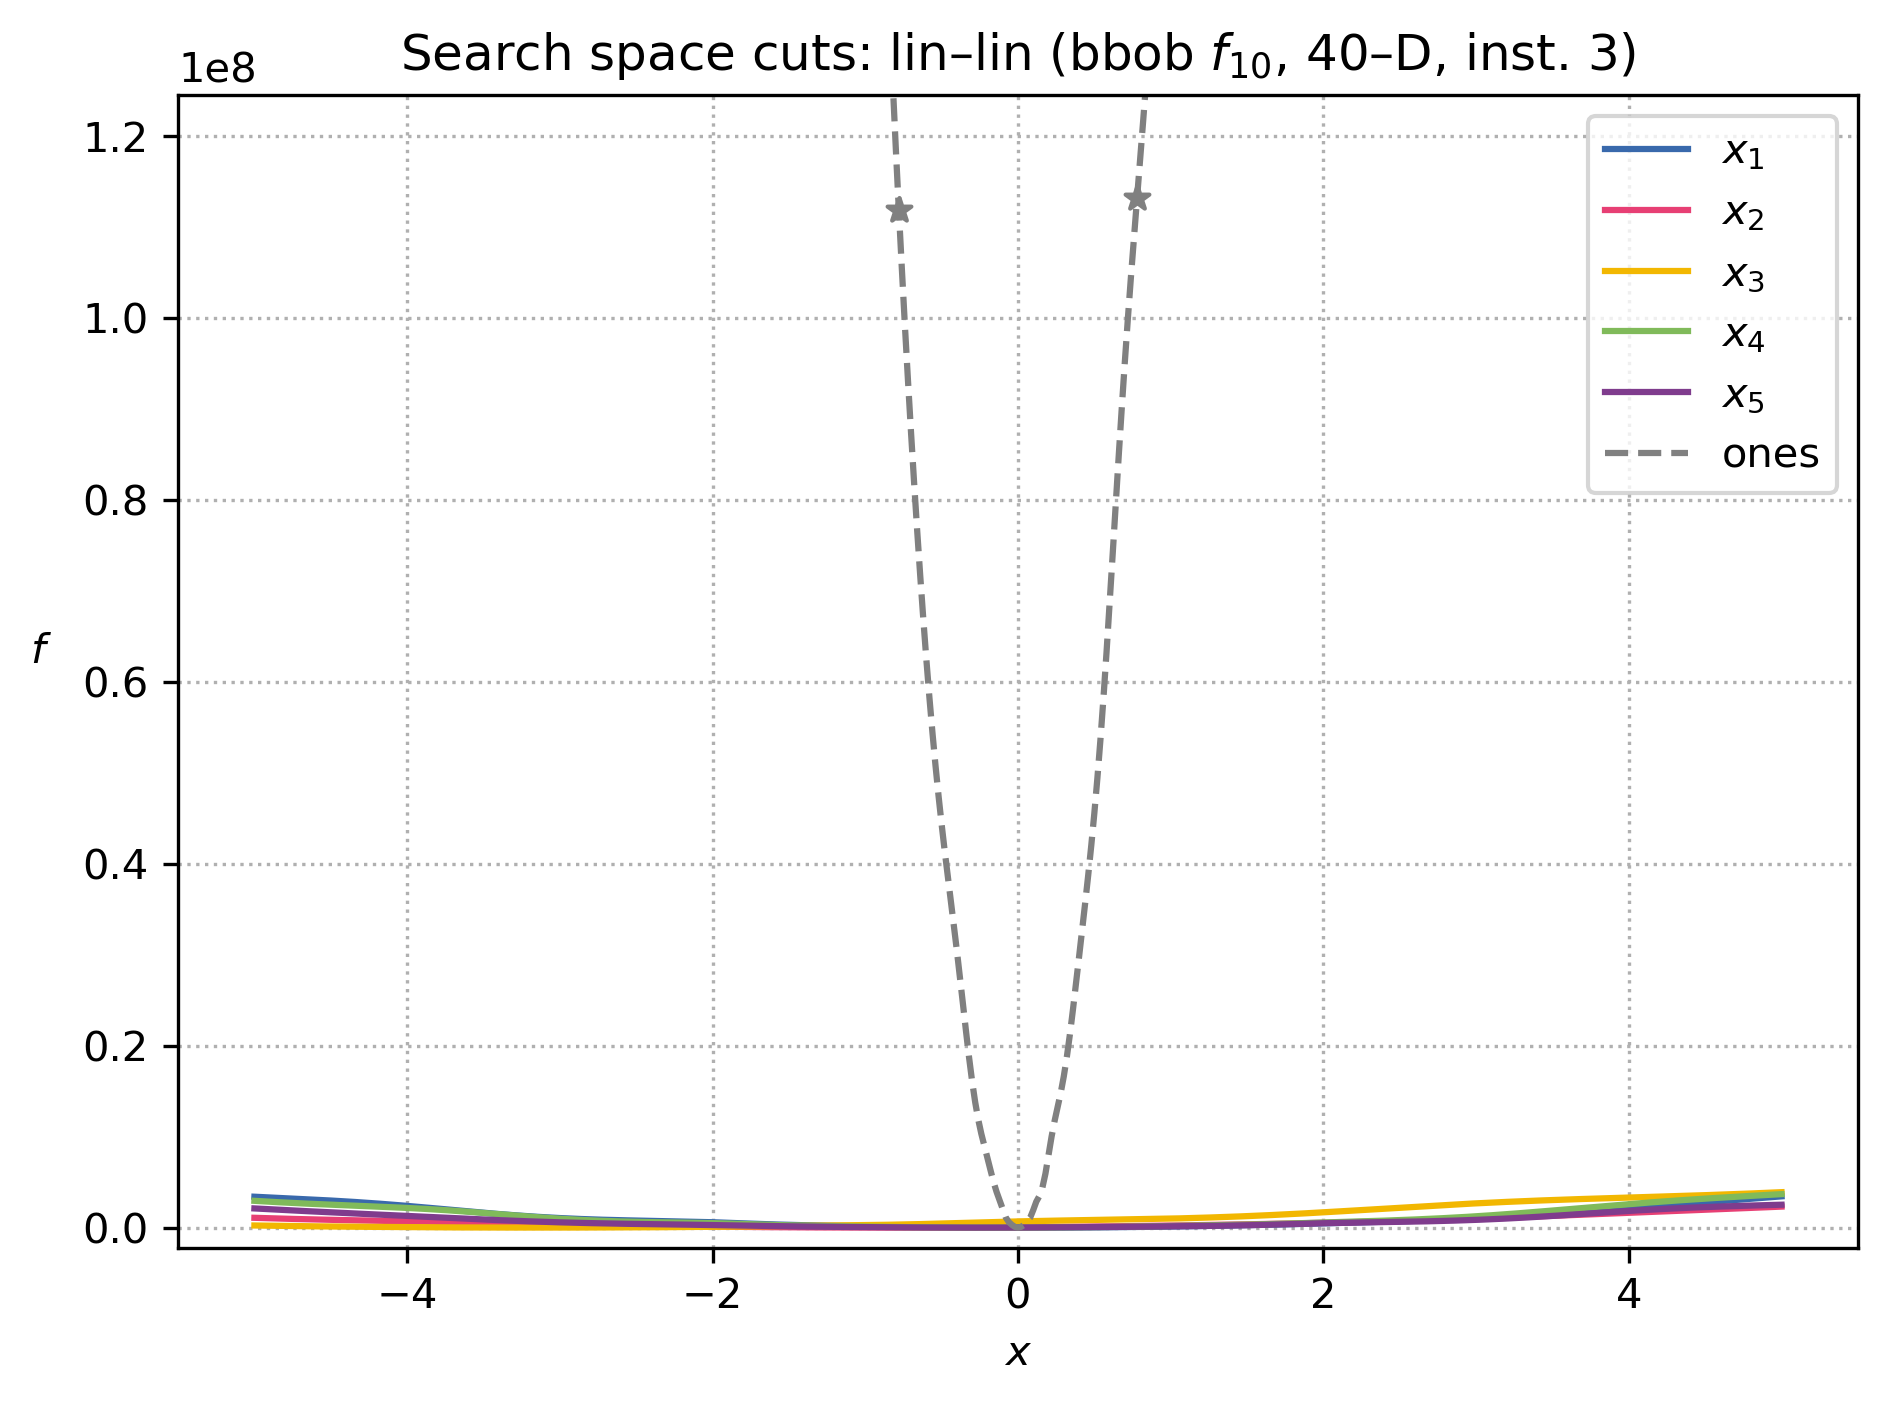 Search space cuts: lin–lin (bbob f₁₀, 40–D, inst. 3)
1e8
1.2
1.0
0.8
0.6
0.4
0.2
0.0
f
−4
−2
0
2
4
x
x₁
x₂
x₃
x₄
x₅
ones